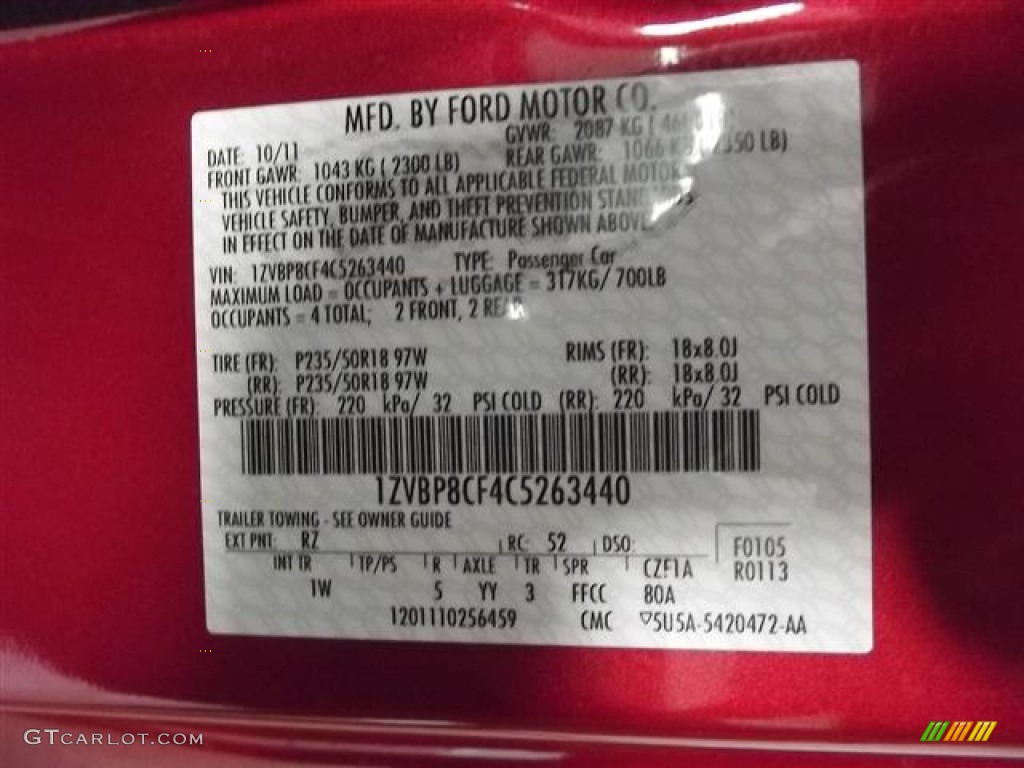 MFD. BY FORD MOTOR CO.
DATE: 10/11 GVWR: 2087 KG (
FRONT GAWR: 1043 KG ( 2300 LB) REAR GAWR: 1066 LB)
THIS VEHICLE CONFORMS TO ALL APPLICABLE FEDERAL MOTOR
VEHICLE SAFETY, BUMPER, AND THEFT PREVENTION
IN EFFECT ON THE DATE OF MANUFACTURE SHOWN ABOVE.
VIN: 1ZVBP8CF4C5263440 TYPE: Passenger Car
MAXIMUM LOAD = OCCUPANTS + LUGGAGE = 317KG/ 700LB
OCCUPANTS = 4 TOTAL; 2 FRONT, 2 REAR
TIRE (FR): P235/50R18 97W RIMS (FR): 18x8.0J
(RR): P235/50R18 97W (RR): 18x8.0J
PRESSURE (FR): 220 kPa/ 32 PSI COLD (RR): 220 kPa/ 32 PSI COLD
1ZVBP8CF4C5263440
TRAILER TOWING - SEE OWNER GUIDE
EXT PNT: RZ RC: 52 DSO: F0105
INT TR TP/PS R AXLE TR SPR CZF1A R0113
1W 5 YY 3 FFCC 80A
1201110256459 CMC ▽5U5A-5420472-AA
GTCARLOT.COM